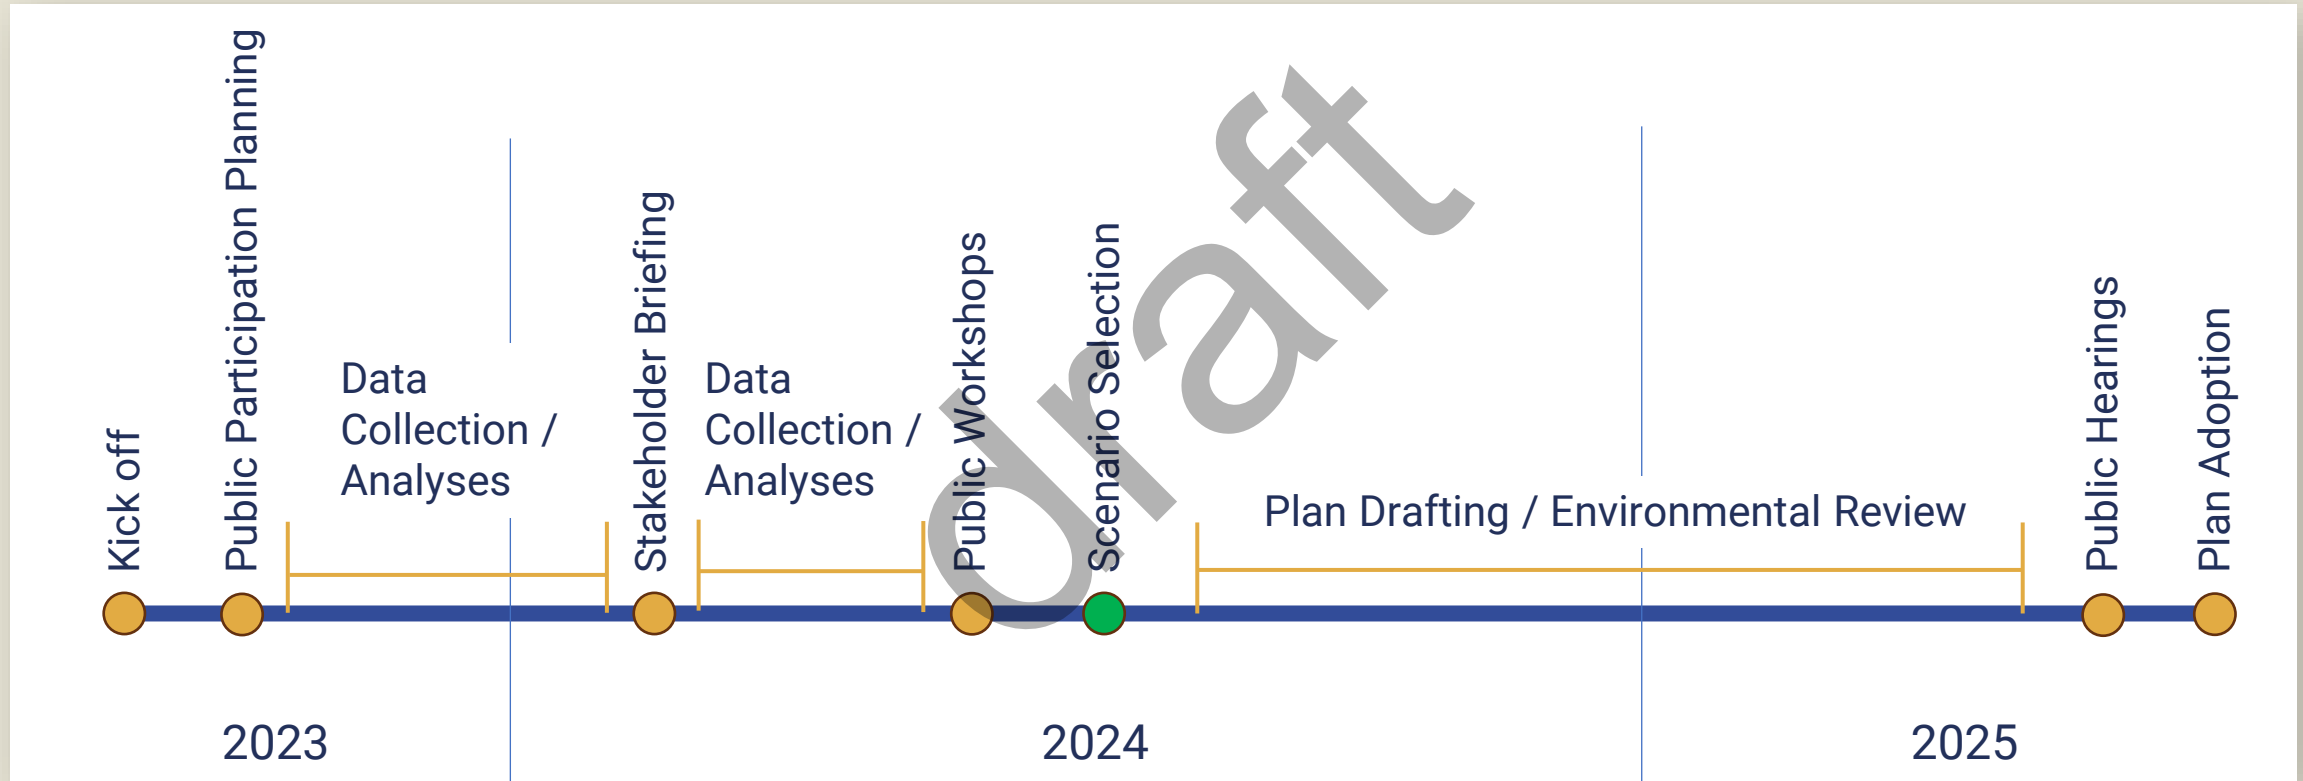 Kick off
Public Participation Planning
Data
Collection /
Analyses
Stakeholder Briefing
Data
Collection /
Analyses
Public Workshops
Scenario Selection
Plan Drafting / Environmental Review
Public Hearings
Plan Adoption
draft
2023
2024
2025